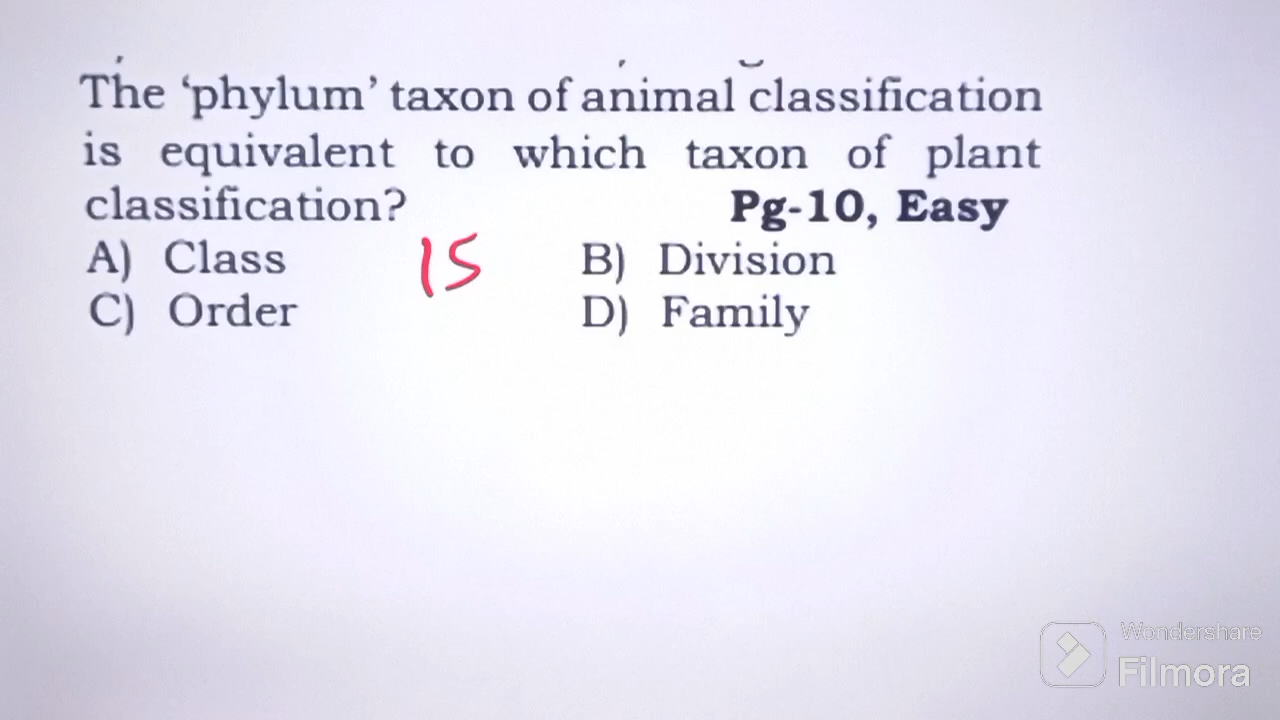 The ‘phylum’ taxon of animal classification
is equivalent to which taxon of plant
classification? Pg-10, Easy
A) Class 15 B) Division
C) Order D) Family
Wondershare
Filmora